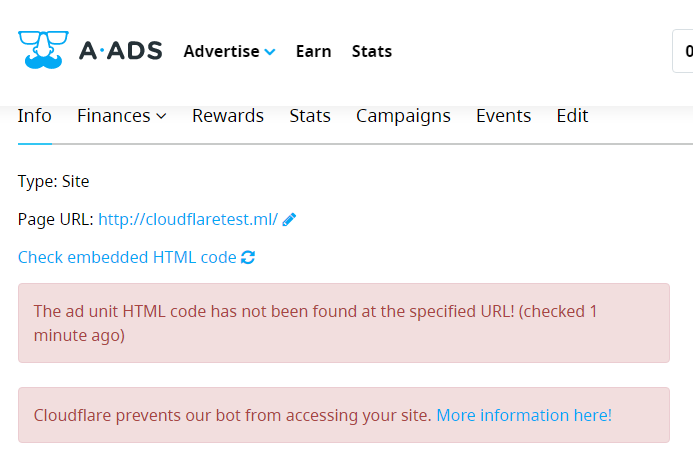 A·ADS Advertise Earn Stats 0
Info Finances Rewards Stats Campaigns Events Edit
Type: Site
Page URL: http://cloudflaretest.ml/
Check embedded HTML code
The ad unit HTML code has not been found at the specified URL! (checked 1
minute ago)
Cloudflare prevents our bot from accessing your site. More information here!